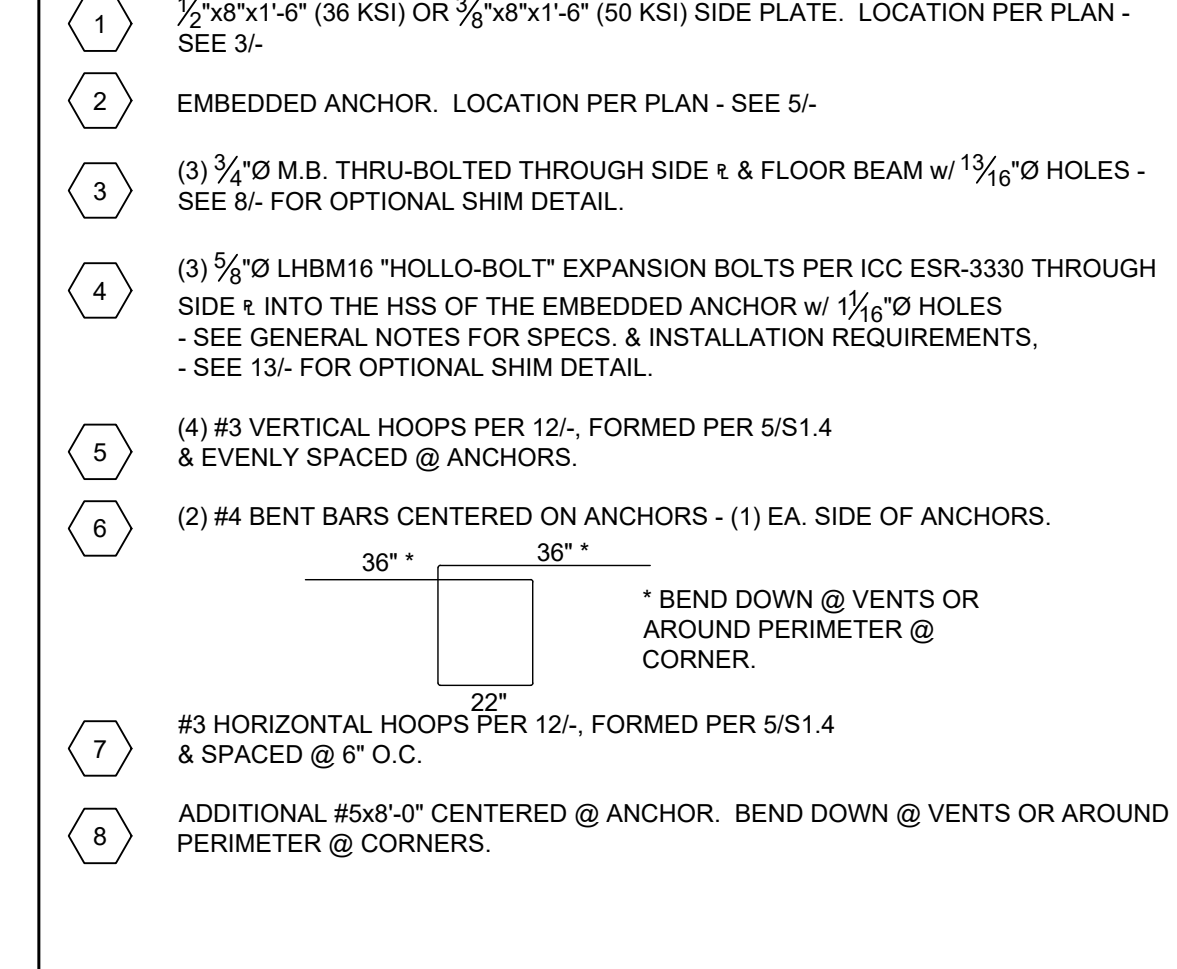 1
1/2"x8"x1'-6" (36 KSI) OR 3/8"x8"x1'-6" (50 KSI) SIDE PLATE. LOCATION PER PLAN -
SEE 3/-
2
EMBEDDED ANCHOR. LOCATION PER PLAN - SEE 5/-
3
(3) 3/4"Ø M.B. THRU-BOLTED THROUGH SIDE ⅊ & FLOOR BEAM w/ 13/16"Ø HOLES -
SEE 8/- FOR OPTIONAL SHIM DETAIL.
4
(3) 5/8"Ø LHBM16 "HOLLO-BOLT" EXPANSION BOLTS PER ICC ESR-3330 THROUGH
SIDE ⅊ INTO THE HSS OF THE EMBEDDED ANCHOR w/ 1 1/16"Ø HOLES
- SEE GENERAL NOTES FOR SPECS. & INSTALLATION REQUIREMENTS,
- SEE 13/- FOR OPTIONAL SHIM DETAIL.
5
(4) #3 VERTICAL HOOPS PER 12/-, FORMED PER 5/S1.4
& EVENLY SPACED @ ANCHORS.
6
(2) #4 BENT BARS CENTERED ON ANCHORS - (1) EA. SIDE OF ANCHORS.
36" *
36" *
* BEND DOWN @ VENTS OR
AROUND PERIMETER @
CORNER.
22"
7
#3 HORIZONTAL HOOPS PER 12/-, FORMED PER 5/S1.4
& SPACED @ 6" O.C.
8
ADDITIONAL #5x8'-0" CENTERED @ ANCHOR. BEND DOWN @ VENTS OR AROUND
PERIMETER @ CORNERS.